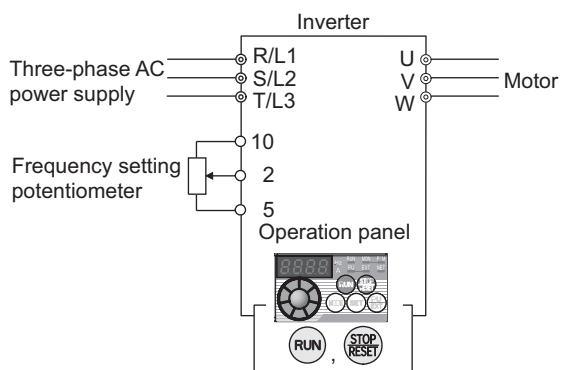 Inverter
Three-phase AC
power supply
R/L1
S/L2
T/L3
U
V
W
Motor
Frequency setting
potentiometer
10
2
5
Operation panel
RUN
RUN , STOP
RESET